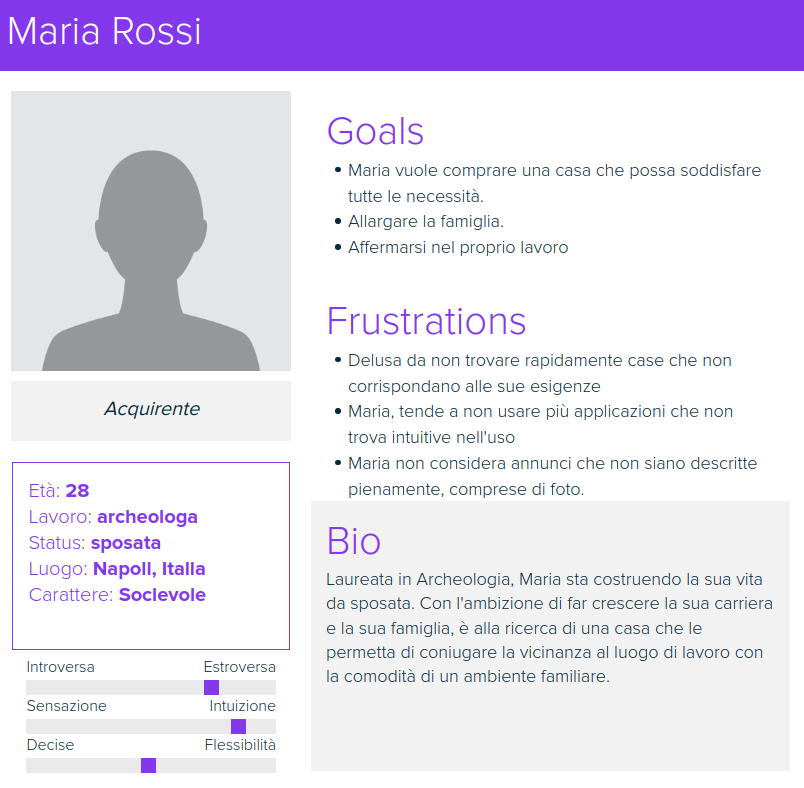 Maria Rossi
Acquirente
Età: 28
Lavoro: archeologa
Status: sposata
Luogo: Napoli, Italia
Carattere: Socievole
Introversa Estroversa
Sensazione Intuizione
Decise Flessibilità
Goals
• Maria vuole comprare una casa che possa soddisfare
tutte le necessità.
• Allargare la famiglia.
• Affermarsi nel proprio lavoro
Frustrations
• Delusa da non trovare rapidamente case che non
corrispondano alle sue esigenze
• Maria, tende a non usare più applicazioni che non
trova intuitive nell'uso
• Maria non considera annunci che non siano descritte
pienamente, comprese di foto.
Bio
Laureata in Archeologia, Maria sta costruendo la sua vita
da sposata. Con l'ambizione di far crescere la sua carriera
e la sua famiglia, è alla ricerca di una casa che le
permetta di coniugare la vicinanza al luogo di lavoro con
la comodità di un ambiente familiare.